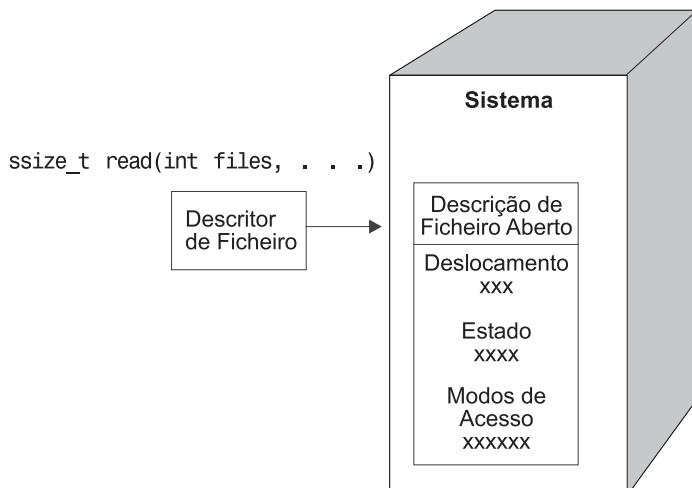 Sistema
ssize_t read(int files, . . .)
Descritor
de Ficheiro
Descrição de
Ficheiro Aberto
Deslocamento
xxx
Estado
xxxx
Modos de
Acesso
xxxxxx